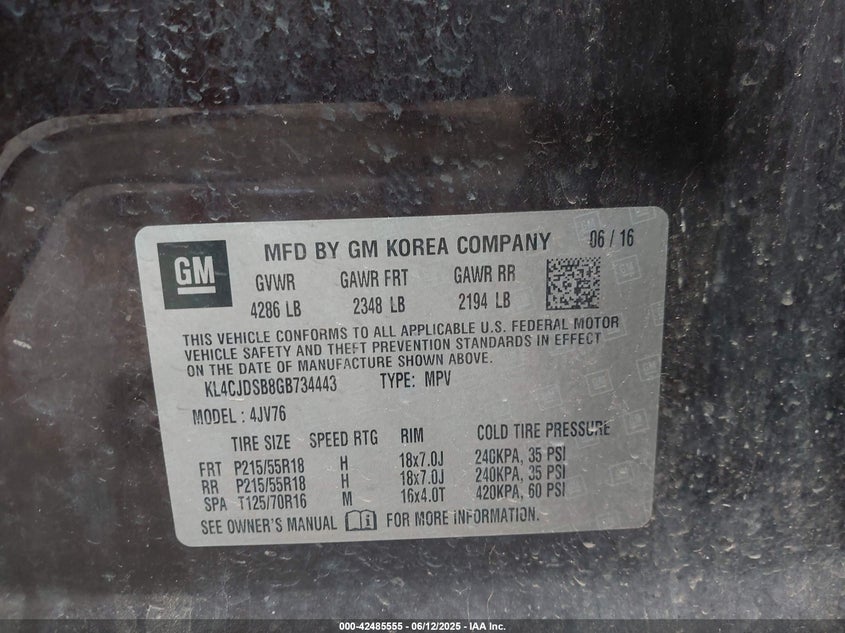 GM MFD BY GM KOREA COMPANY 06 / 16
GVWR GAWR FRT GAWR RR
4286 LB 2348 LB 2194 LB
THIS VEHICLE CONFORMS TO ALL APPLICABLE U.S. FEDERAL MOTOR
VEHICLE SAFETY AND THEFT PREVENTION STANDARDS IN EFFECT
ON THE DATE OF MANUFACTURE SHOWN ABOVE.
KL4CJDSB8GB734443 TYPE: MPV
MODEL : 4JV76
TIRE SIZE SPEED RTG RIM COLD TIRE PRESSURE
FRT P215/55R18 H 18x7.0J 240KPA, 35 PSI
RR P215/55R18 H 18x7.0J 240KPA, 35 PSI
SPA T125/70R16 M 16x4.0T 420KPA, 60 PSI
SEE OWNER'S MANUAL FOR MORE INFORMATION.
000-42485555 - 06/12/2025 - IAA Inc.